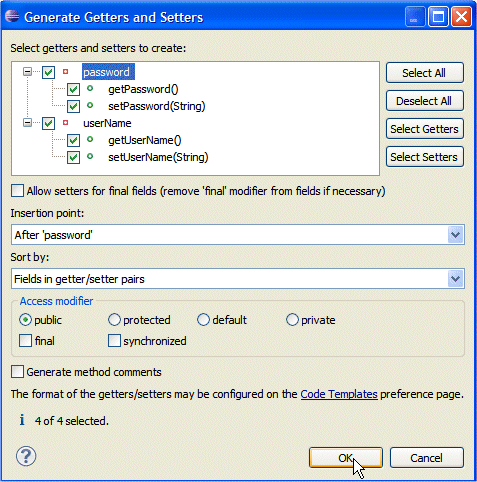 Generate Getters and Setters
Select getters and setters to create:
password
getPassword()
setPassword(String)
userName
getUserName()
setUserName(String)
Select All
Deselect All
Select Getters
Select Setters
Allow setters for final fields (remove 'final' modifier from fields if necessary)
Insertion point:
After 'password'
Sort by:
Fields in getter/setter pairs
Access modifier
public protected default private
final synchronized
Generate method comments
The format of the getters/setters may be configured on the Code Templates preference page.
i 4 of 4 selected.
? OK Cancel